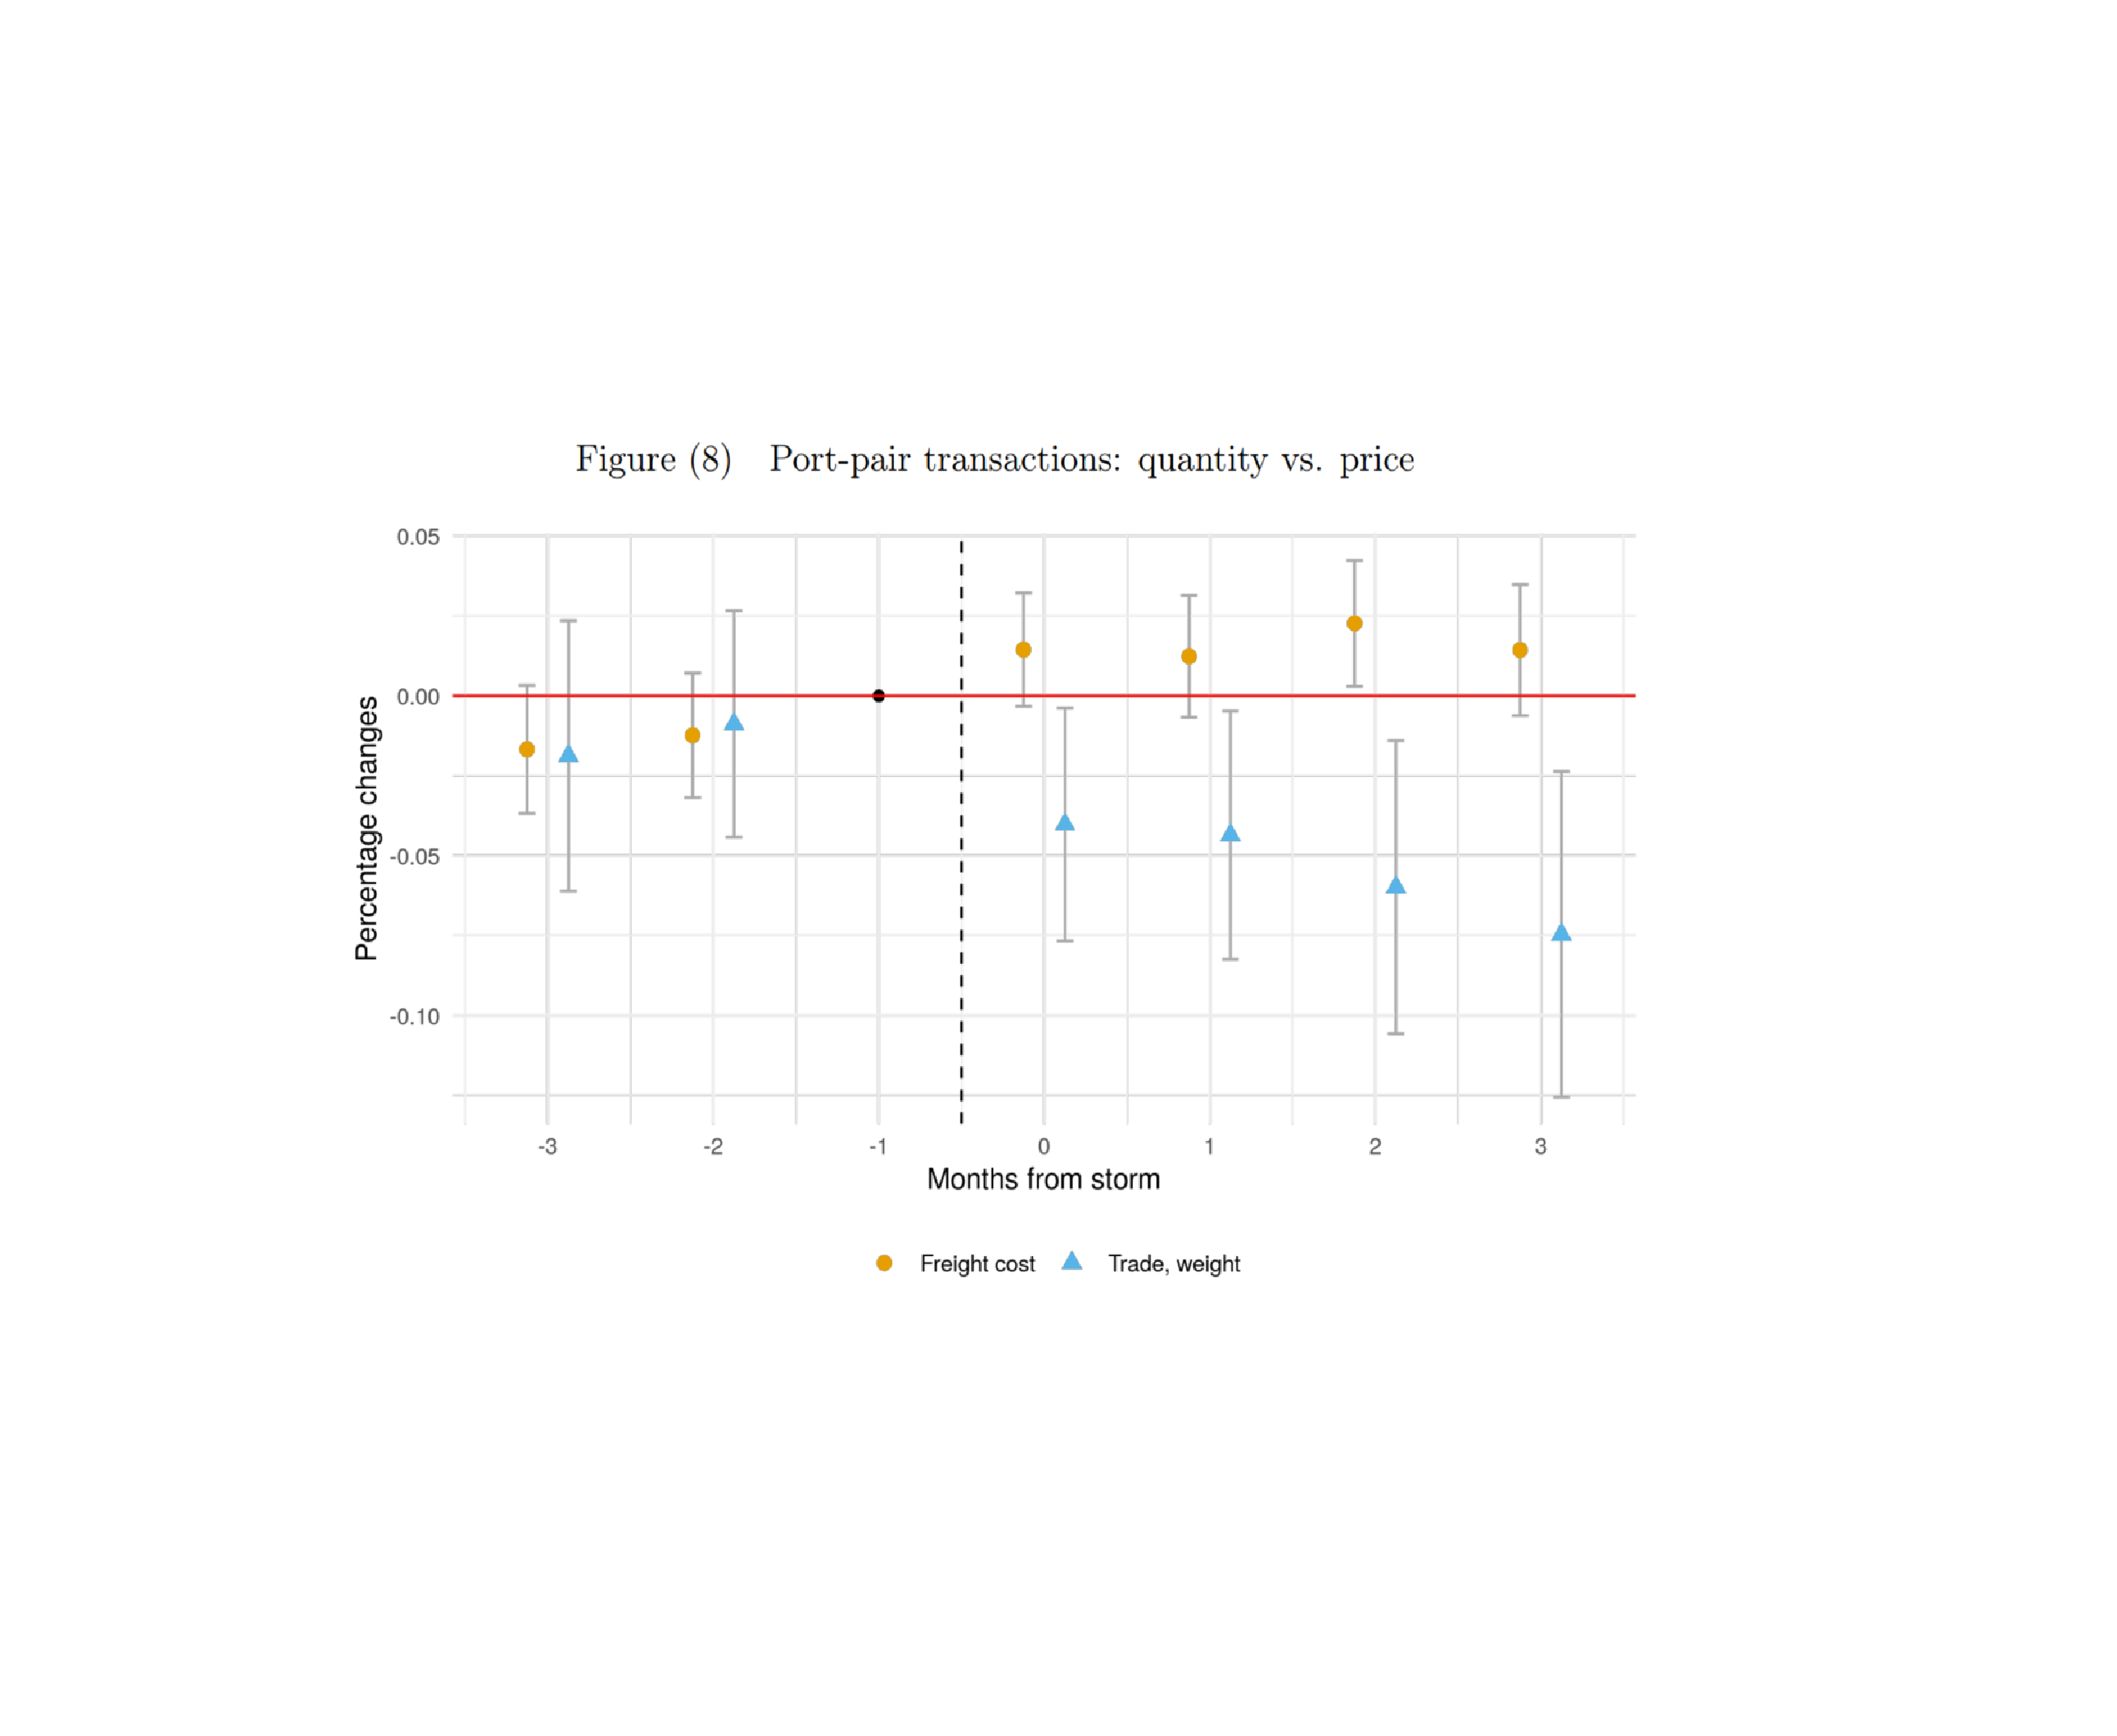 Figure (8) Port-pair transactions: quantity vs. price
0.05
0.00
-0.05
-0.10
Percentage changes
-3 -2 -1 0 1 2 3
Months from storm
Freight cost Trade, weight